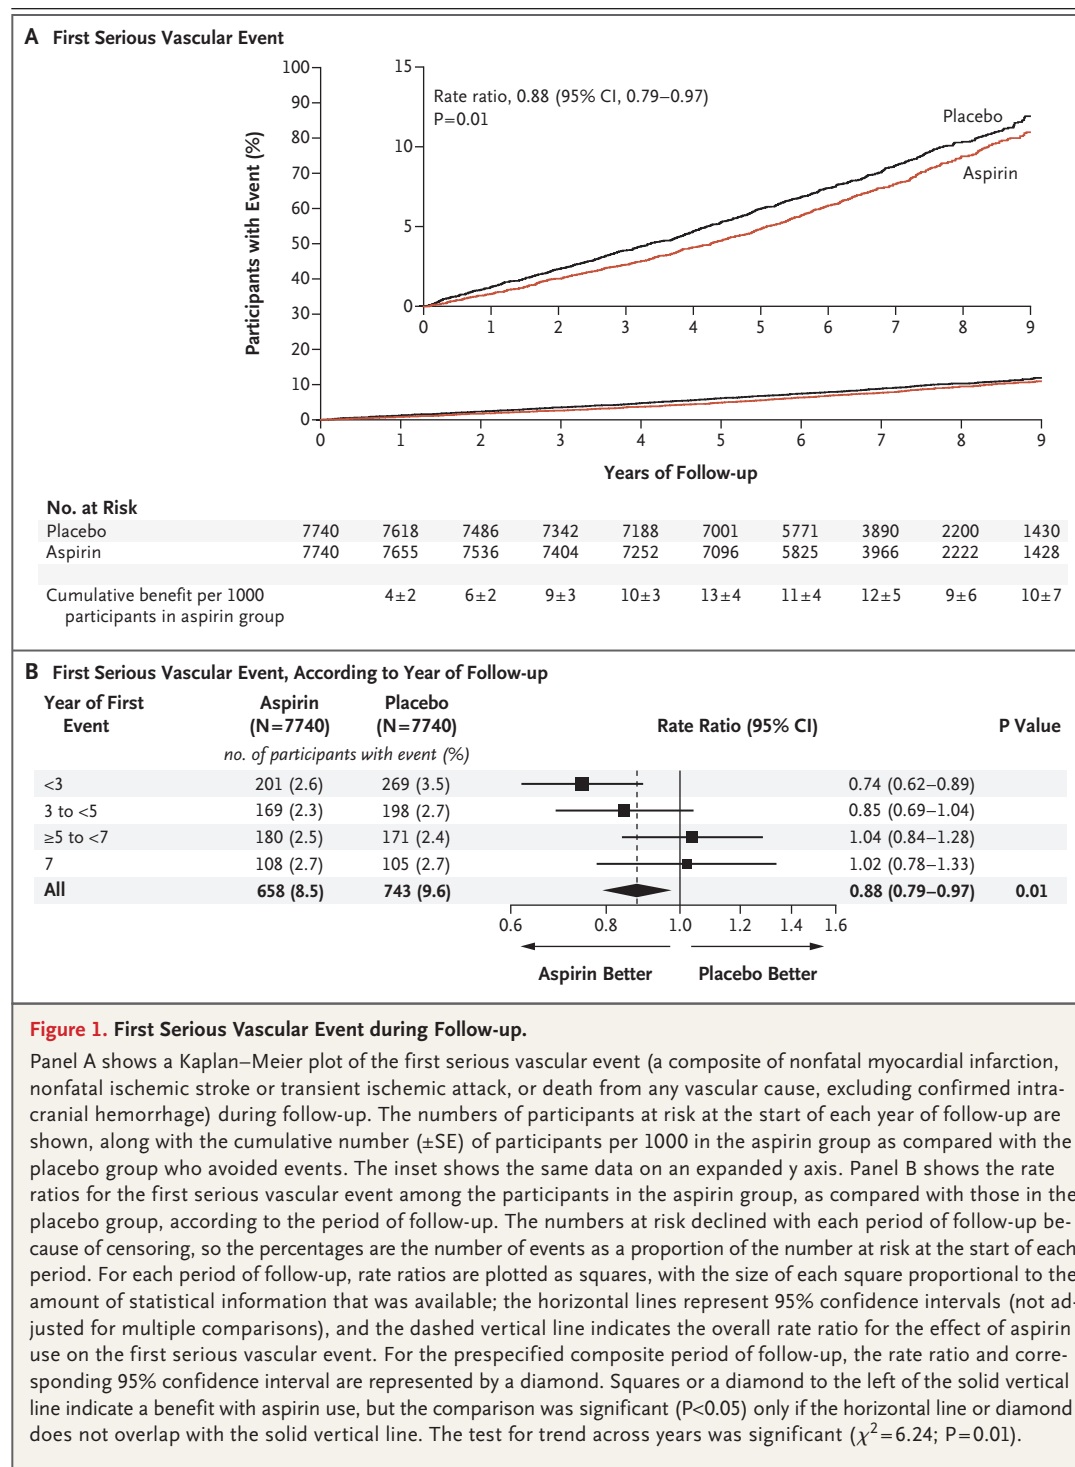 A First Serious Vascular Event
Participants with Event (%)
100
90
80
70
60
50
40
30
20
10
0
15
10
5
0
Rate ratio, 0.88 (95% CI, 0.79–0.97)
P=0.01
Placebo
Aspirin
0 1 2 3 4 5 6 7 8 9
0 1 2 3 4 5 6 7 8 9
Years of Follow-up
No. at Risk
Placebo 7740 7618 7486 7342 7188 7001 5771 3890 2200 1430
Aspirin 7740 7655 7536 7404 7252 7096 5825 3966 2222 1428
Cumulative benefit per 1000 4±2 6±2 9±3 10±3 13±4 11±4 12±5 9±6 10±7
participants in aspirin group
B First Serious Vascular Event, According to Year of Follow-up
Year of First Aspirin Placebo
Event (N=7740) (N=7740) Rate Ratio (95% CI) P Value
no. of participants with event (%)
<3 201 (2.6) 269 (3.5) 0.74 (0.62–0.89)
3 to <5 169 (2.3) 198 (2.7) 0.85 (0.69–1.04)
≥5 to <7 180 (2.5) 171 (2.4) 1.04 (0.84–1.28)
7 108 (2.7) 105 (2.7) 1.02 (0.78–1.33)
All 658 (8.5) 743 (9.6) 0.88 (0.79–0.97) 0.01
0.6 0.8 1.0 1.2 1.4 1.6
Aspirin Better Placebo Better
Figure 1. First Serious Vascular Event during Follow-up.
Panel A shows a Kaplan–Meier plot of the first serious vascular event (a composite of nonfatal myocardial infarction,
nonfatal ischemic stroke or transient ischemic attack, or death from any vascular cause, excluding confirmed intra-
cranial hemorrhage) during follow-up. The numbers of participants at risk at the start of each year of follow-up are
shown, along with the cumulative number (±SE) of participants per 1000 in the aspirin group as compared with the
placebo group who avoided events. The inset shows the same data on an expanded y axis. Panel B shows the rate
ratios for the first serious vascular event among the participants in the aspirin group, as compared with those in the
placebo group, according to the period of follow-up. The numbers at risk declined with each period of follow-up be-
cause of censoring, so the percentages are the number of events as a proportion of the number at risk at the start of each
period. For each period of follow-up, rate ratios are plotted as squares, with the size of each square proportional to the
amount of statistical information that was available; the horizontal lines represent 95% confidence intervals (not ad-
justed for multiple comparisons), and the dashed vertical line indicates the overall rate ratio for the effect of aspirin
use on the first serious vascular event. For the prespecified composite period of follow-up, the rate ratio and corre-
sponding 95% confidence interval are represented by a diamond. Squares or a diamond to the left of the solid vertical
line indicate a benefit with aspirin use, but the comparison was significant (P<0.05) only if the horizontal line or diamond
does not overlap with the solid vertical line. The test for trend across years was significant (χ²=6.24; P=0.01).